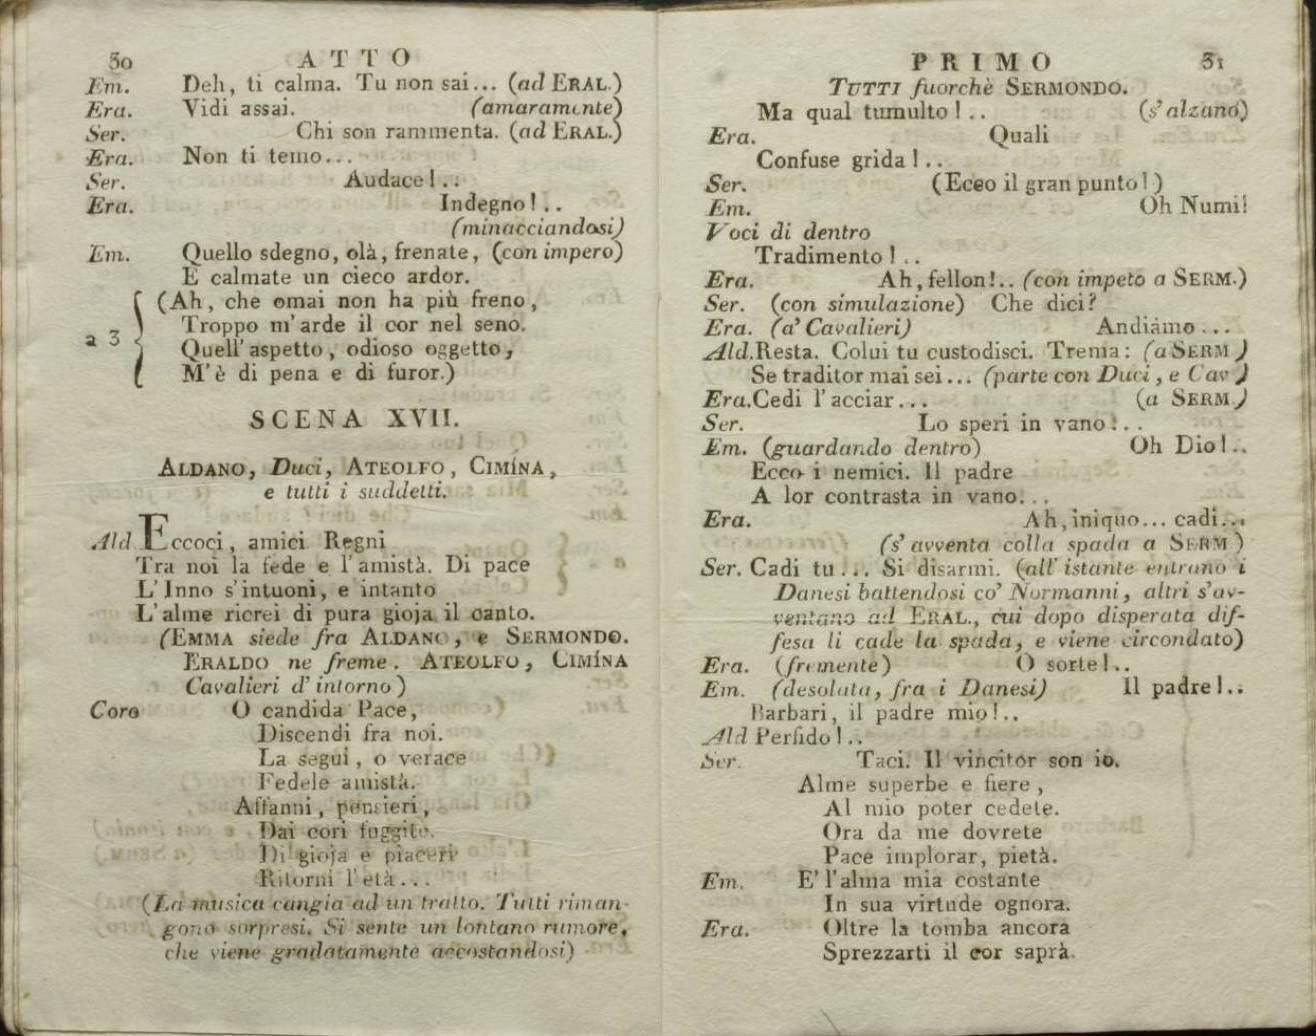 30 ATTO
Em. Deh, ti calma. Tu non sai... (ad ERAL.)
Era. Vidi assai. (amaramente)
Ser. Chi son rammenta. (ad ERAL.)
Era. Non ti temo...
Ser. Audace!..
Era. Indegno!..
(minacciandosi)
Em. Quello sdegno, olà, frenate, (con impero)
E calmate un cieco ardor.
a 3 (Ah, che omai non ha più freno,
Troppo m'arde il cor nel seno.
Quell'aspetto, odioso oggetto,
M'è di pena e di furor.)
SCENA XVII.
ALDANO, Duci, ATEOLFO, CIMÍNA,
e tutti i suddetti.
Ald Eccoci, amici Regni
Tra noi la fede e l'amistà. Di pace
L'Inno s'intuoni, e intanto
L'alme ricrei di pura gioja il canto.
(EMMA siede fra ALDANO, e SERMONDO.
ERALDO ne freme. ATEOLFO, CIMÍNA
Cavalieri d'intorno)
Coro O candida Pace,
Discendi fra noi.
La segui, o verace
Fedele amistà.
Affanni, pensieri,
Dai cori fuggite.
Di gioja e piaceri
Ritorni l'età...
(La musica cangia ad un tratto. Tutti riman-
gono sorpresi. Si sente un lontano rumore,
che viene gradatamente accostandosi)
PRIMO 31
TUTTI fuorchè SERMONDO.
Ma qual tumulto!.. (s'alzano)
Era. Quali
Confuse grida!..
Ser. (Ecco il gran punto!)
Em. Oh Numi!
Voci di dentro
Tradimento!..
Era. Ah, fellon!.. (con impeto a SERM.)
Ser. (con simulazione) Che dici?
Era. (a' Cavalieri) Andiamo...
Ald. Resta. Colui tu custodisci. Trema: (a SERM)
Se traditor mai sei... (parte con Duci, e Cav)
Era. Cedi l'acciar... (a SERM)
Ser. Lo speri in vano!..
Em. (guardando dentro) Oh Dio!..
Ecco i nemici. Il padre
A lor contrasta in vano...
Era. Ah, iniquo... cadi...
(s'avventa colla spada a SERM)
Ser. Cadi tu... Si disarmi. (all'istante entrano i
Danesi battendosi co' Normanni, altri s'av-
ventano ad ERAL., cui dopo disperata dif-
fesa li cade la spada, e viene circondato)
Era. (fremente) O sorte!..
Em. (desolata, fra i Danesi) Il padre!..
Barbari, il padre mio!..
Ald Perfido!..
Ser. Taci. Il vincitor son io.
Alme superbe e fiere,
Al mio poter cedete.
Ora da me dovrete
Pace implorar, pietà.
Em. E' l'alma mia costante
In sua virtude ognora.
Era. Oltre la tomba ancora
Sprezzarti il cor saprà.